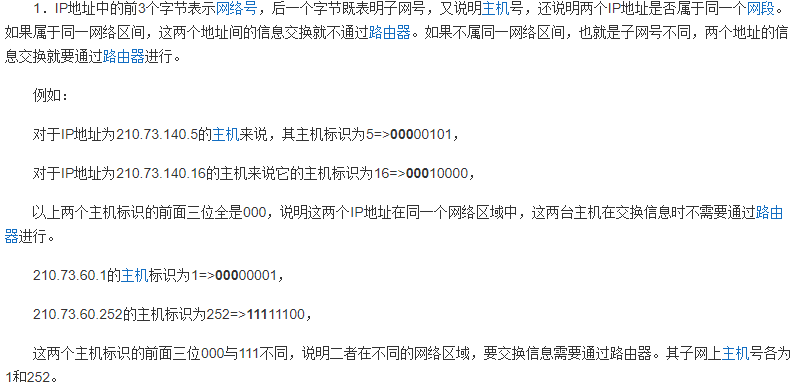 1．IP地址中的前3个字节表示网络号，后一个字节既表明子网号，又说明主机号，还说明两个IP地址是否属于同一个网段。
如果属于同一网络区间，这两个地址间的信息交换就不通过路由器。如果不属同一网络区间，也就是子网号不同，两个地址的信
息交换就要通过路由器进行。
例如：
对于IP地址为210.73.140.5的主机来说，其主机标识为5=>00000101，
对于IP地址为210.73.140.16的主机来说它的主机标识为16=>00010000，
以上两个主机标识的前面三位全是000，说明这两个IP地址在同一个网络区域中，这两台主机在交换信息时不需要通过路由
器进行。
210.73.60.1的主机标识为1=>00000001，
210.73.60.252的主机标识为252=>11111100，
这两个主机标识的前面三位000与111不同，说明二者在不同的网络区域，要交换信息需要通过路由器。其子网上主机号各为
1和252。